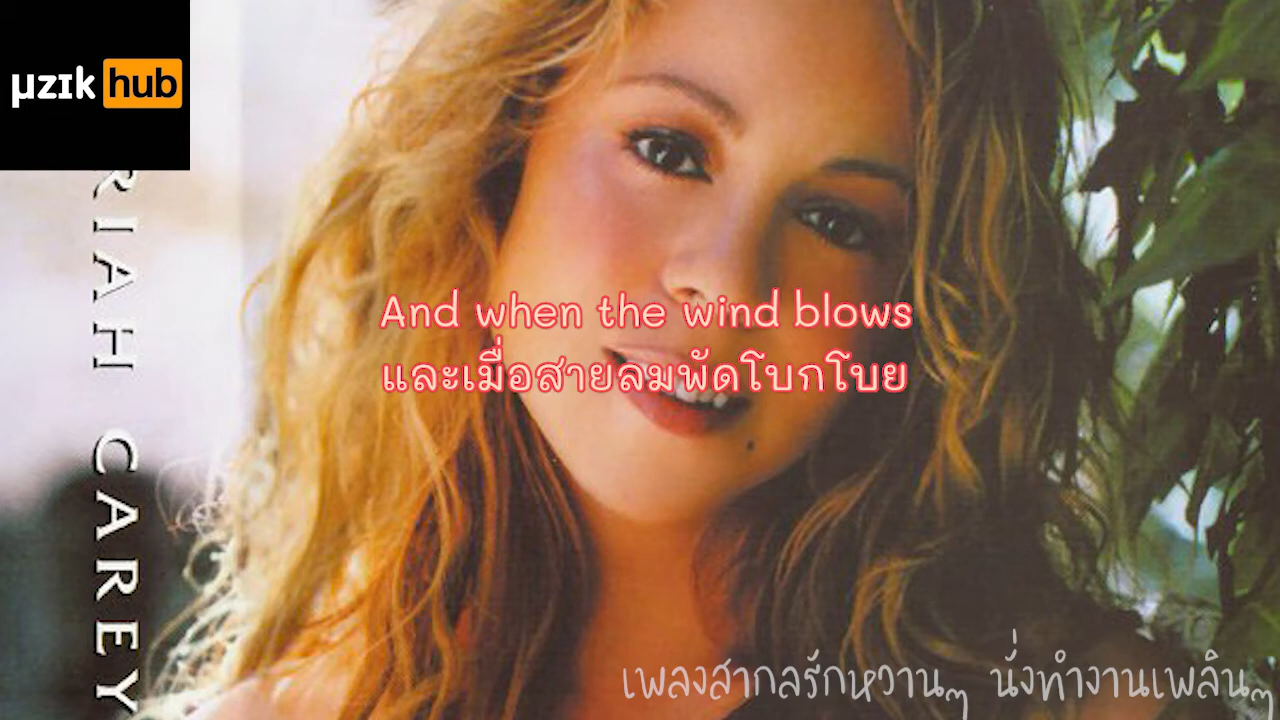 µzɪk hub
RIAH CAREY
And when the wind blows
และเมื่อสายลมพัดโบกโบย
เพลงสากลรักหวานๆ นั่งทำงานเพลินๆ